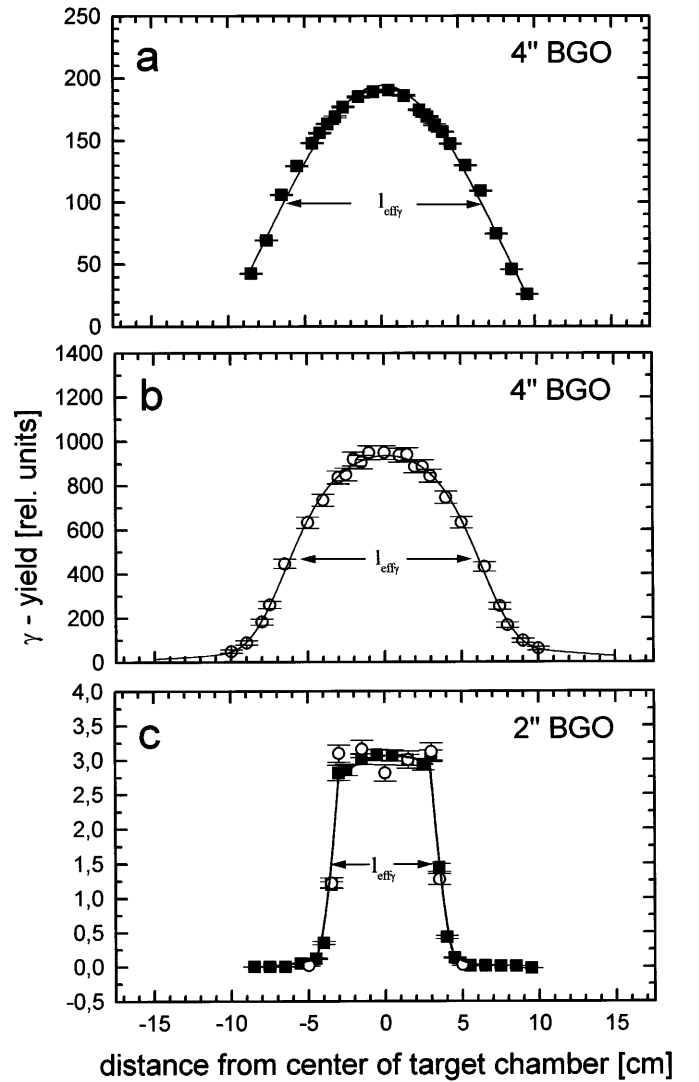 250
a
4" BGO
200
150
100
l effγ
50
0
1400
b
4" BGO
1200
1000
800
600
l effγ
400
200
0
γ - yield [rel. units]
4,0
c
2" BGO
3,5
3,0
2,5
2,0
1,5
l effγ
1,0
0,5
0,0
-0,5
-15 -10 -5 0 5 10 15
distance from center of target chamber [cm]